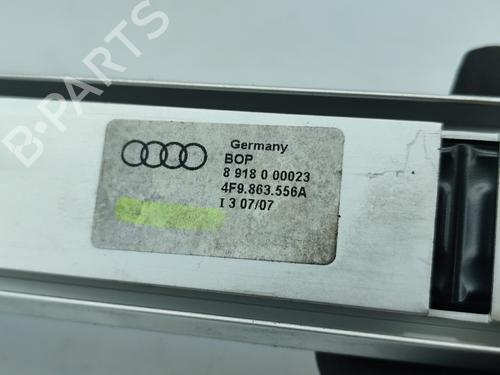 B-PARTS
Germany
BOP
8 918 0 00023
4F9.863.556A
I 3 07/07